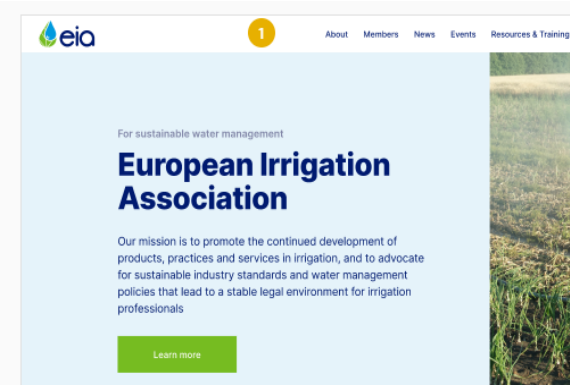 eia
1
About Members News Events Resources & Training
For sustainable water management
European Irrigation
Association
Our mission is to promote the continued development of
products, practices and services in irrigation, and to advocate
for sustainable industry standards and water management
policies that lead to a stable legal environment for irrigation
professionals
Learn more